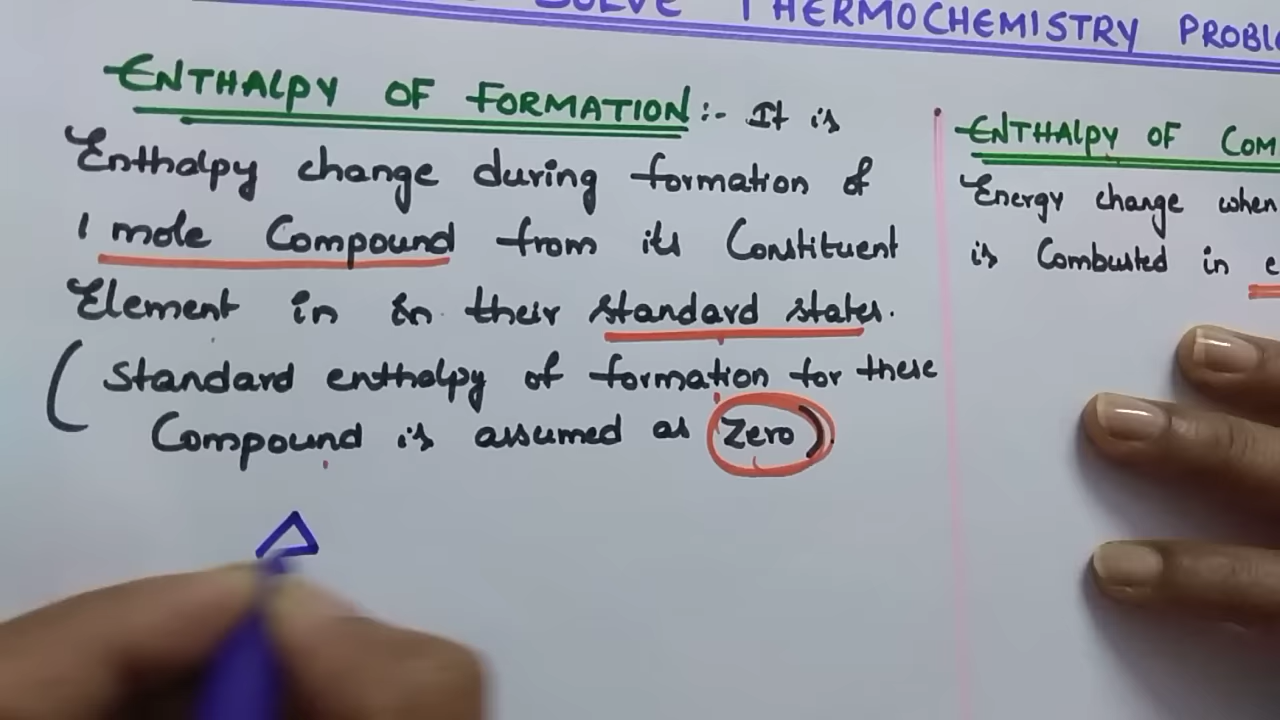 SOLVE THERMOCHEMISTRY
ENTHALPY OF FORMATION:- It is
Enthalpy change during formation of
1 mole Compound from its Constituent
Element in in their standard states.
(Standard enthalpy of formation for these
Compound is assumed as Zero).
ENTHALPY OF
Energy change when
is Combusted in
Δ